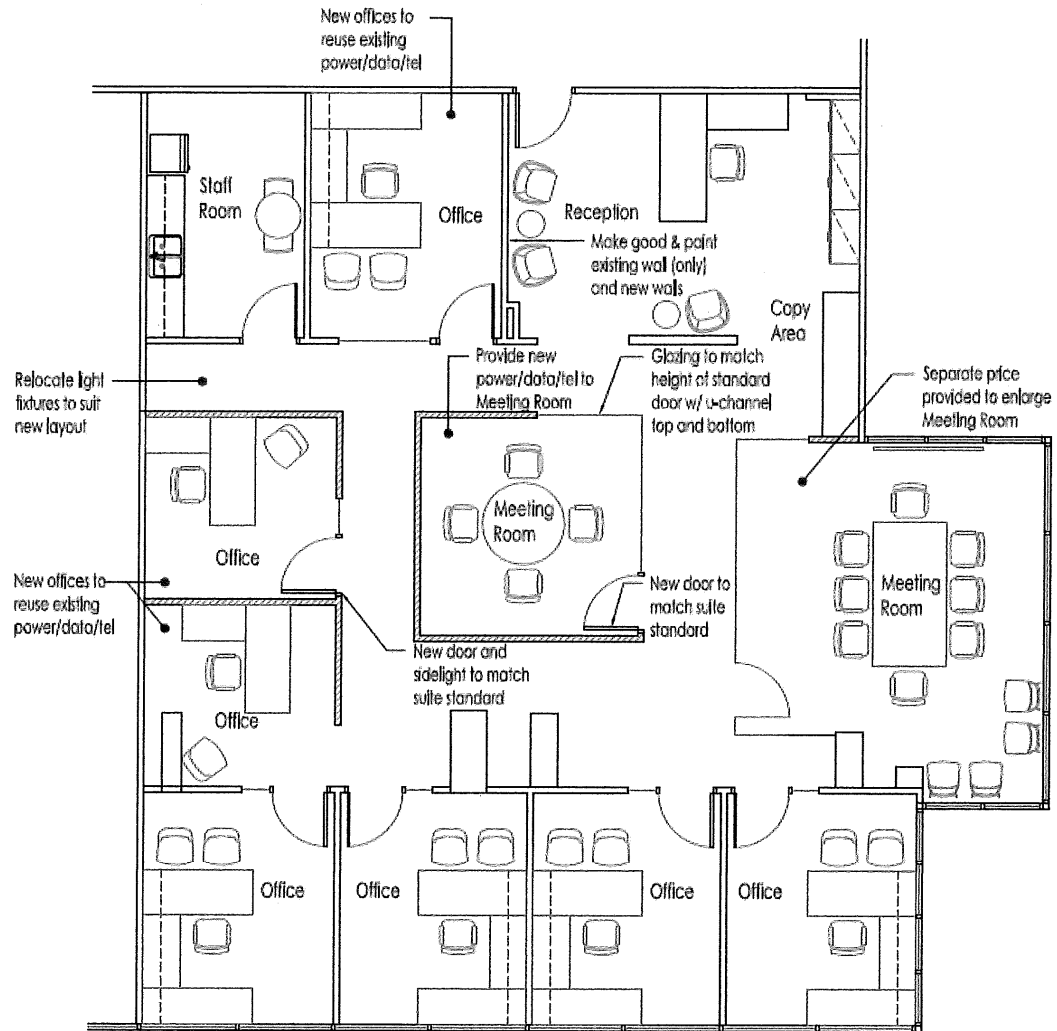 New offices to
reuse existing
power/data/tel
Staff
Room
Office
Reception
Make good & paint
existing wall (only)
and new walls
Copy
Area
Relocate light
fixtures to suit
new layout
Provide new
power/data/tel to
Meeting Room
Glazing to match
height of standard
door w/ u-channel
top and bottom
Separate price
provided to enlarge
Meeting Room
Office
Meeting
Room
New offices to
reuse existing
power/data/tel
New door to
match suite
standard
Meeting
Room
New door and
sidelight to match
suite standard
Office
Office
Office
Office
Office